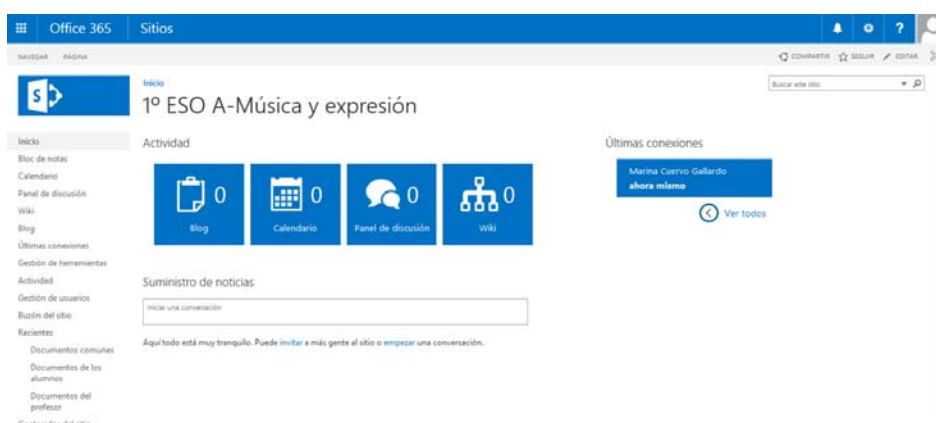 Office 365
Sitios
?
NAVEGAR PÁGINA
COMPARTIR SEGUIR EDITAR
S
Inicio
1º ESO A-Música y expresión
Buscar este sitio
Inicio
Bloc de notas
Calendario
Panel de discusión
Wiki
Blog
Últimas conexiones
Gestión de herramientas
Actividad
Gestión de usuarios
Buzón del sitio
Recientes
Documentos comunes
Documentos de los
alumnos
Documentos del
profesor
Actividad
0
Blog
0
Calendario
0
Panel de discusión
0
Wiki
Suministro de noticias
Iniciar una conversación
Aquí todo está muy tranquilo. Puede invitar a más gente al sitio o empezar una conversación.
Últimas conexiones
Marina Cuervo Gallardo
ahora mismo
Ver todos